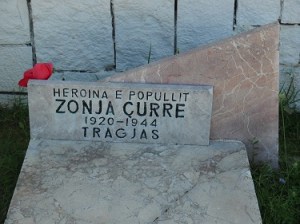 HEROINA E POPULLIT
ZONJA ÇURRE
1920-1944
TRAGJAS